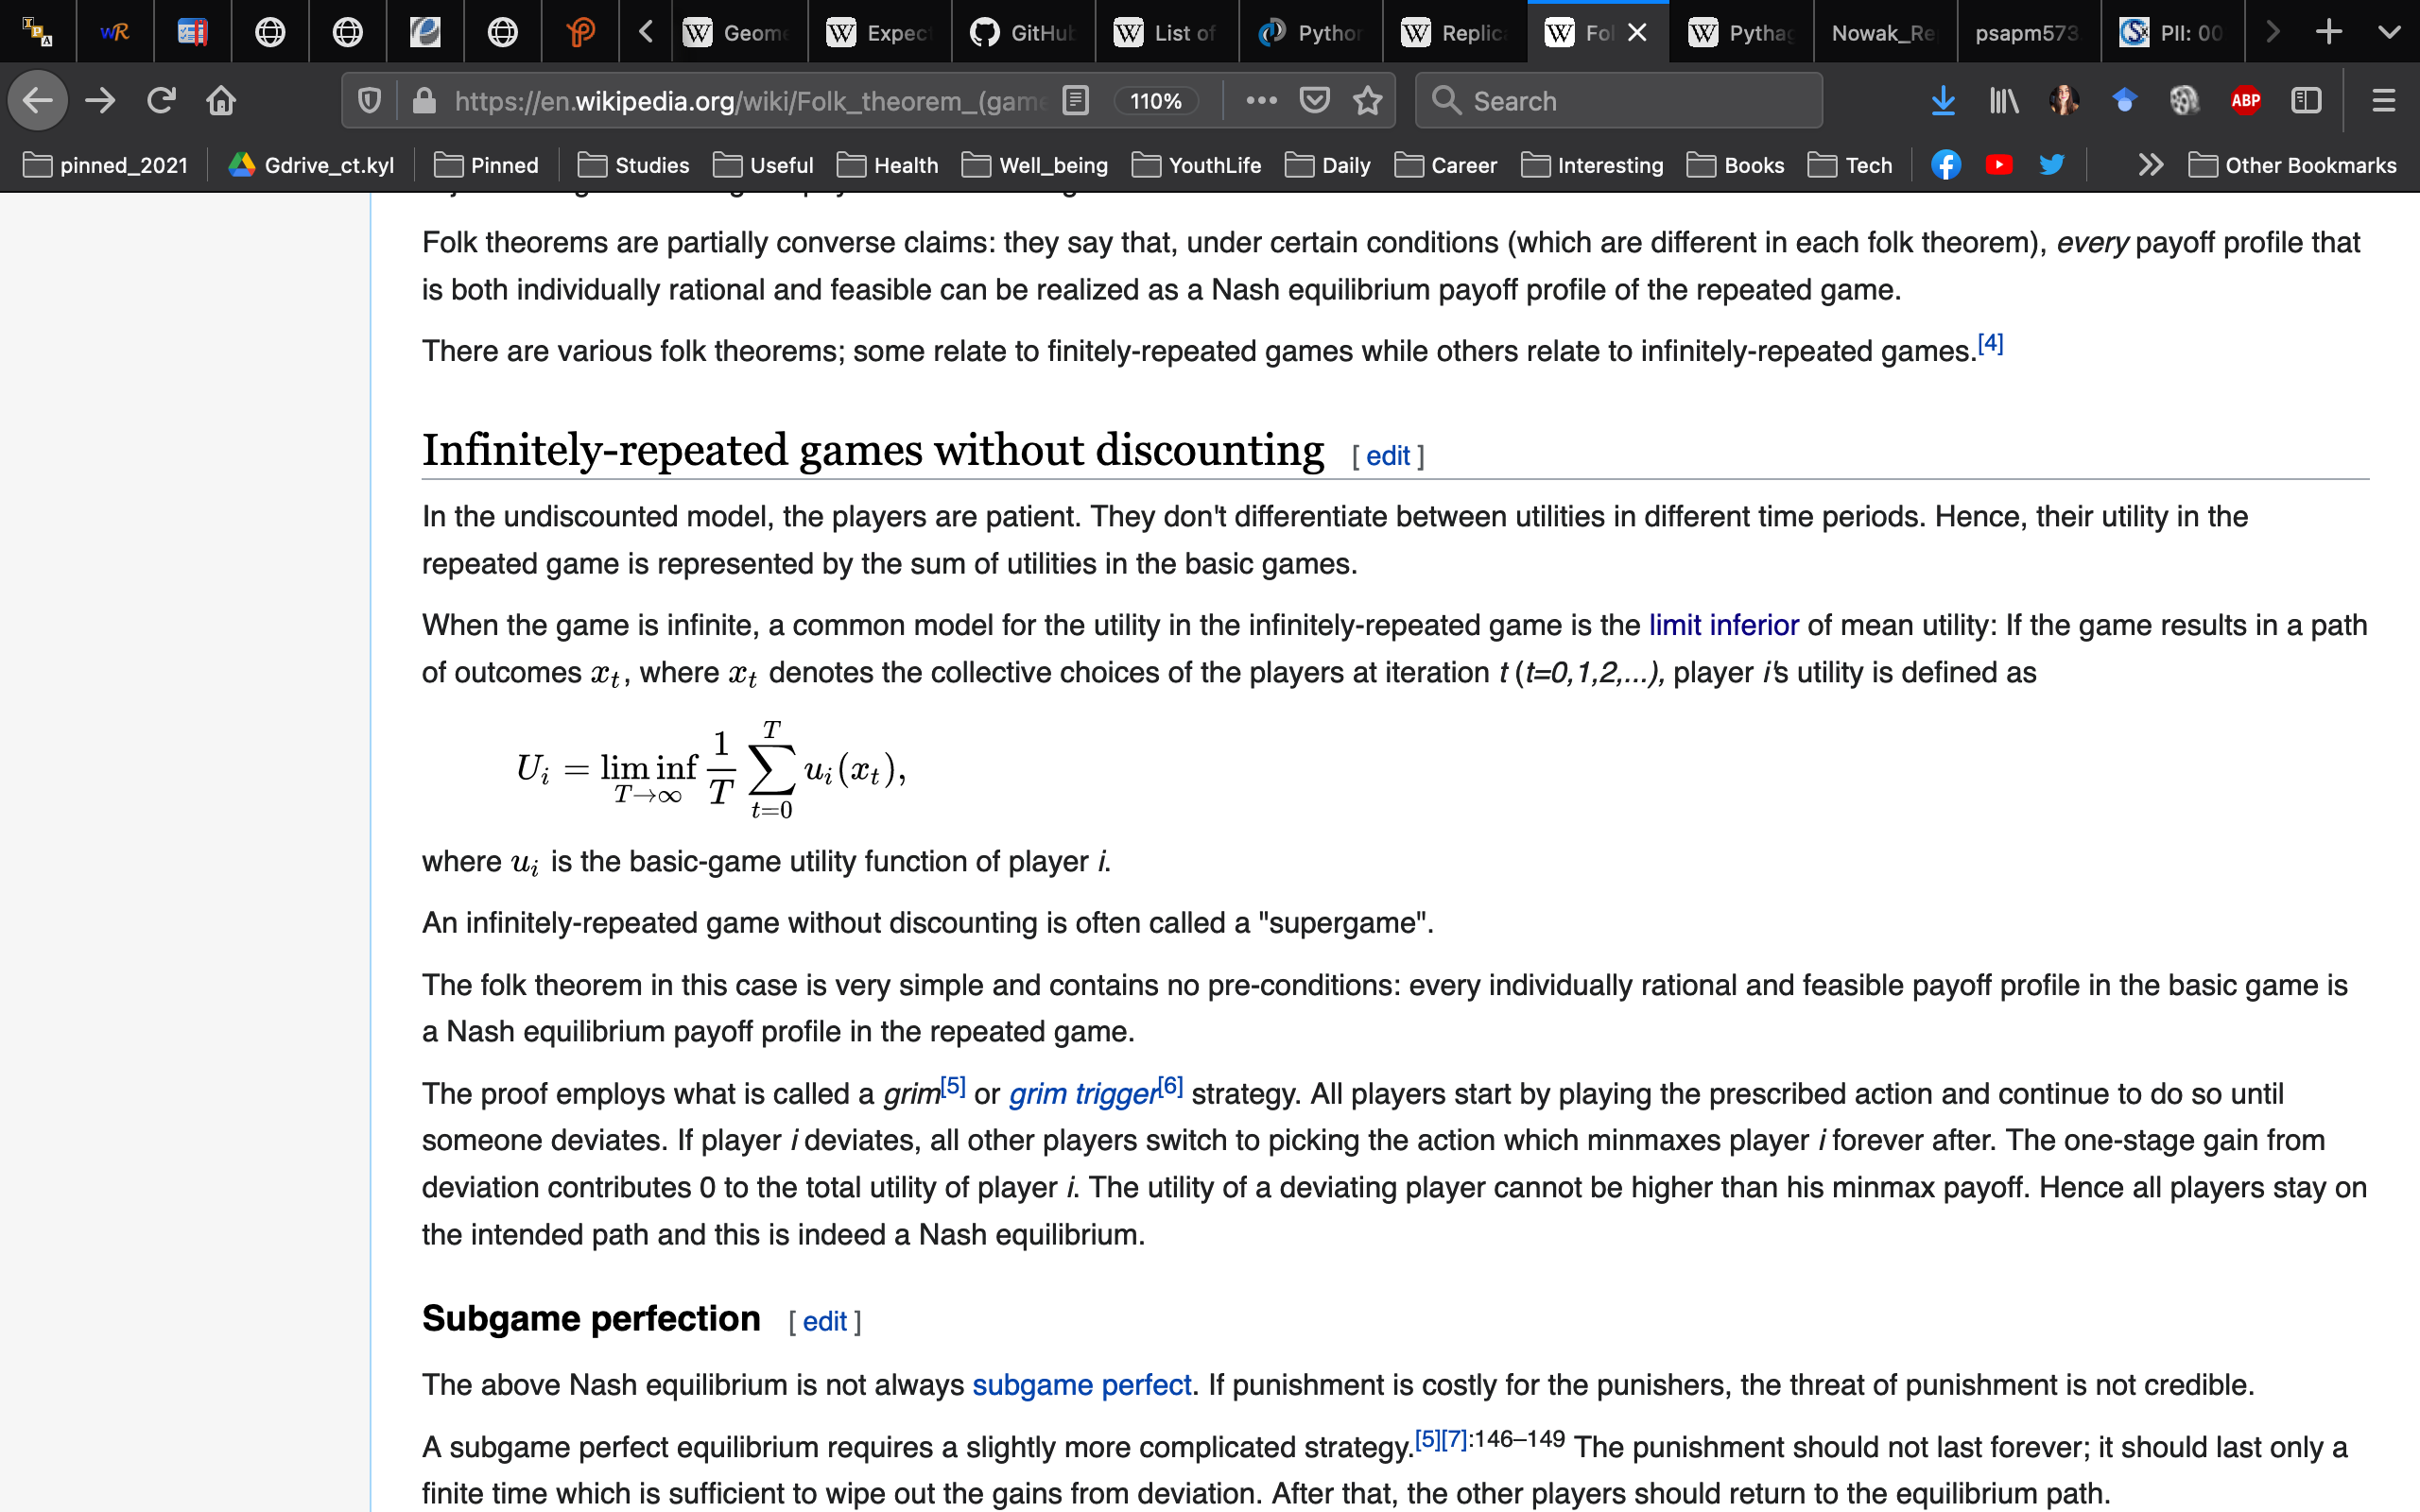 Geom
Expec
GitHu
List of
Pythor
Replic
Fol
Pytha
Nowak_Re
psapm573
PII: 00
https://en.wikipedia.org/wiki/Folk_theorem_(game
110%
Search
ABP
pinned_2021
Gdrive_ct.kyl
Pinned
Studies
Useful
Health
Well_being
YouthLife
Daily
Career
Interesting
Books
Tech
Other Bookmarks
Folk theorems are partially converse claims: they say that, under certain conditions (which are different in each folk theorem), every payoff profile that
is both individually rational and feasible can be realized as a Nash equilibrium payoff profile of the repeated game.
There are various folk theorems; some relate to finitely-repeated games while others relate to infinitely-repeated games.[4]
Infinitely-repeated games without discounting [ edit ]
In the undiscounted model, the players are patient. They don't differentiate between utilities in different time periods. Hence, their utility in the
repeated game is represented by the sum of utilities in the basic games.
When the game is infinite, a common model for the utility in the infinitely-repeated game is the limit inferior of mean utility: If the game results in a path
of outcomes x_t, where x_t denotes the collective choices of the players at iteration t (t=0,1,2,...), player i's utility is defined as
U_i = lim inf_{T→∞} 1/T ∑_{t=0}^{T} u_i(x_t),
where u_i is the basic-game utility function of player i.
An infinitely-repeated game without discounting is often called a "supergame".
The folk theorem in this case is very simple and contains no pre-conditions: every individually rational and feasible payoff profile in the basic game is
a Nash equilibrium payoff profile in the repeated game.
The proof employs what is called a grim[5] or grim trigger[6] strategy. All players start by playing the prescribed action and continue to do so until
someone deviates. If player i deviates, all other players switch to picking the action which minmaxes player i forever after. The one-stage gain from
deviation contributes 0 to the total utility of player i. The utility of a deviating player cannot be higher than his minmax payoff. Hence all players stay on
the intended path and this is indeed a Nash equilibrium.
Subgame perfection [ edit ]
The above Nash equilibrium is not always subgame perfect. If punishment is costly for the punishers, the threat of punishment is not credible.
A subgame perfect equilibrium requires a slightly more complicated strategy.[5][7]:146–149 The punishment should not last forever; it should last only a
finite time which is sufficient to wipe out the gains from deviation. After that, the other players should return to the equilibrium path.